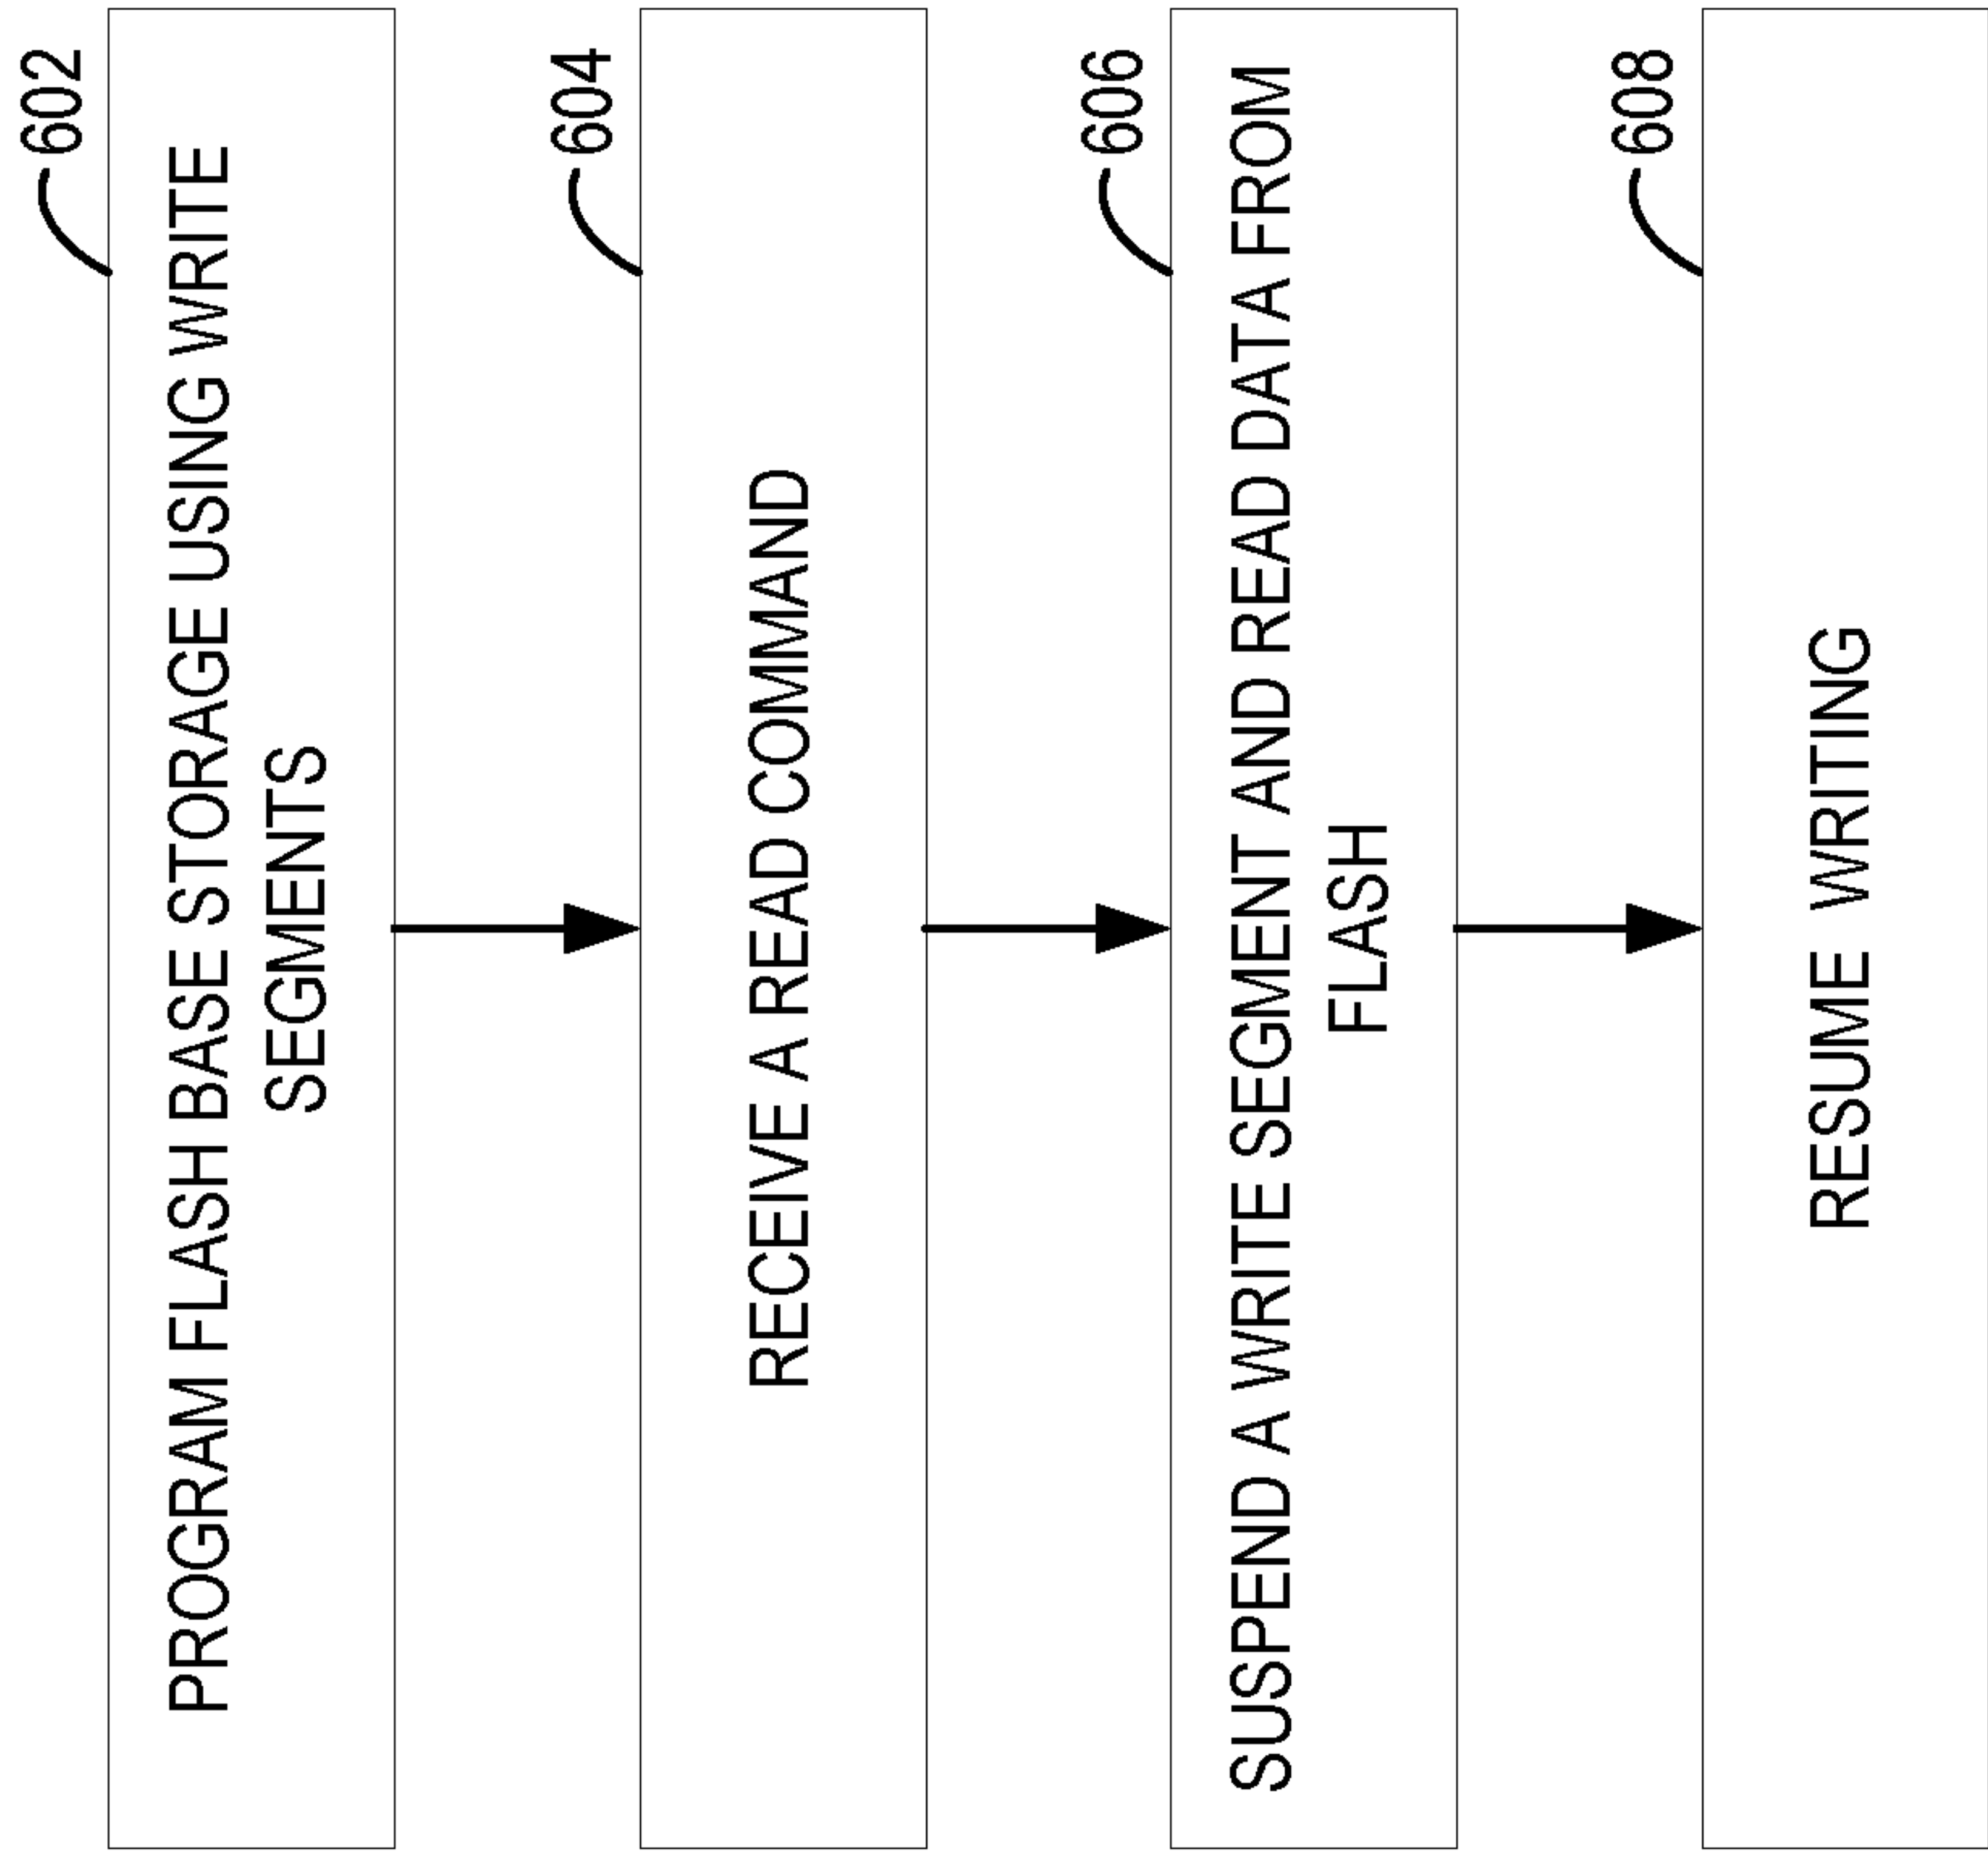 602
PROGRAM FLASH BASE STORAGE USING WRITE
SEGMENTS
604
RECEIVE A READ COMMAND
606
SUSPEND A WRITE SEGMENT AND READ DATA FROM
FLASH
608
RESUME WRITING